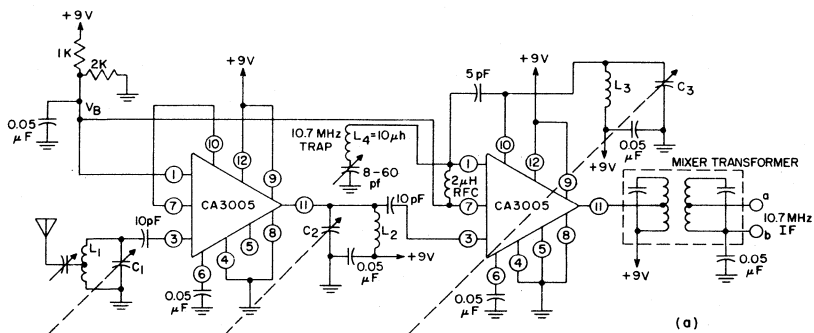 +9V
1K
2K
0.05
μF
VB
10
12
9
1
7
3
CA3005
11
6
4
5
8
+9V
0.05
μF
10pF
L1
C1
10.7 MHz
TRAP
L4=10μh
8-60
pf
C2
L2
0.05
μF
+9V
10pF
5pF
+9V
1
2μH
RFC
7
3
10
12
9
CA3005
11
6
4
5
8
0.05
μF
L3
C3
0.05
μF
+9V
MIXER TRANSFORMER
a
10.7 MHz
IF
b
+9V
0.05
μF
(a)